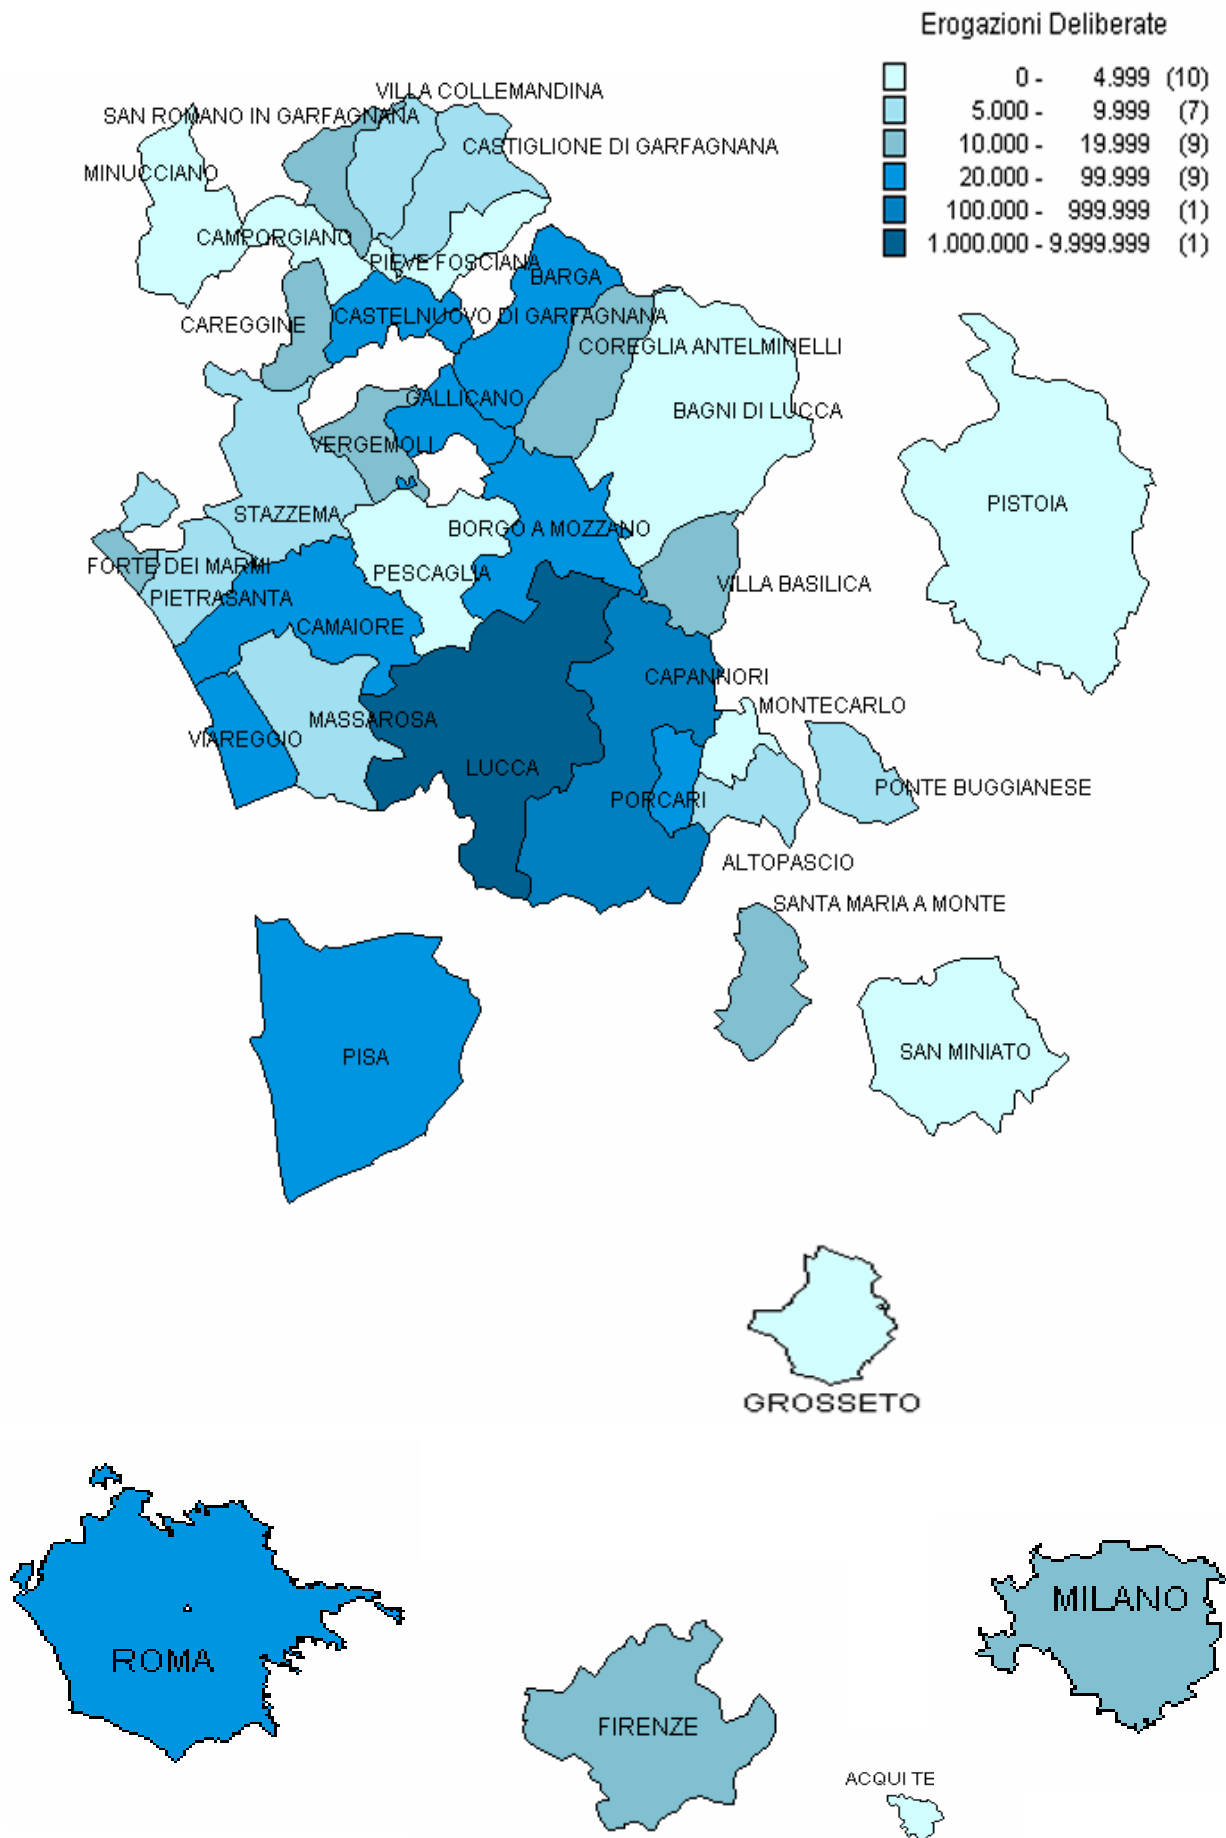 Erogazioni Deliberate
0 - 4.999 (10)
5.000 - 9.999 (7)
10.000 - 19.999 (9)
20.000 - 99.999 (9)
100.000 - 999.999 (1)
1.000.000 - 9.999.999 (1)
VILLA COLLEMANDINA
SAN ROMANO IN GARFAGNANA
CASTIGLIONE DI GARFAGNANA
MINUCCIANO
CAMPORGIANO
PIEVE FOSCIANA
BARGA
CAREGGINE
CASTELNUOVO DI GARFAGNANA
COREGLIA ANTELMINELLI
GALLICANO
BAGNI DI LUCCA
VERGEMOLI
PISTOIA
STAZZEMA
BORGO A MOZZANO
FORTE DEI MARMI
PESCAGLIA
VILLA BASILICA
PIETRASANTA
CAMAIORE
CAPANNORI
MONTECARLO
MASSAROSA
VIAREGGIO
LUCCA
PORCARI
PONTE BUGGIANESE
ALTOPASCIO
SANTA MARIA A MONTE
PISA
SAN MINIATO
GROSSETO
MILANO
ROMA
FIRENZE
ACQUI TE